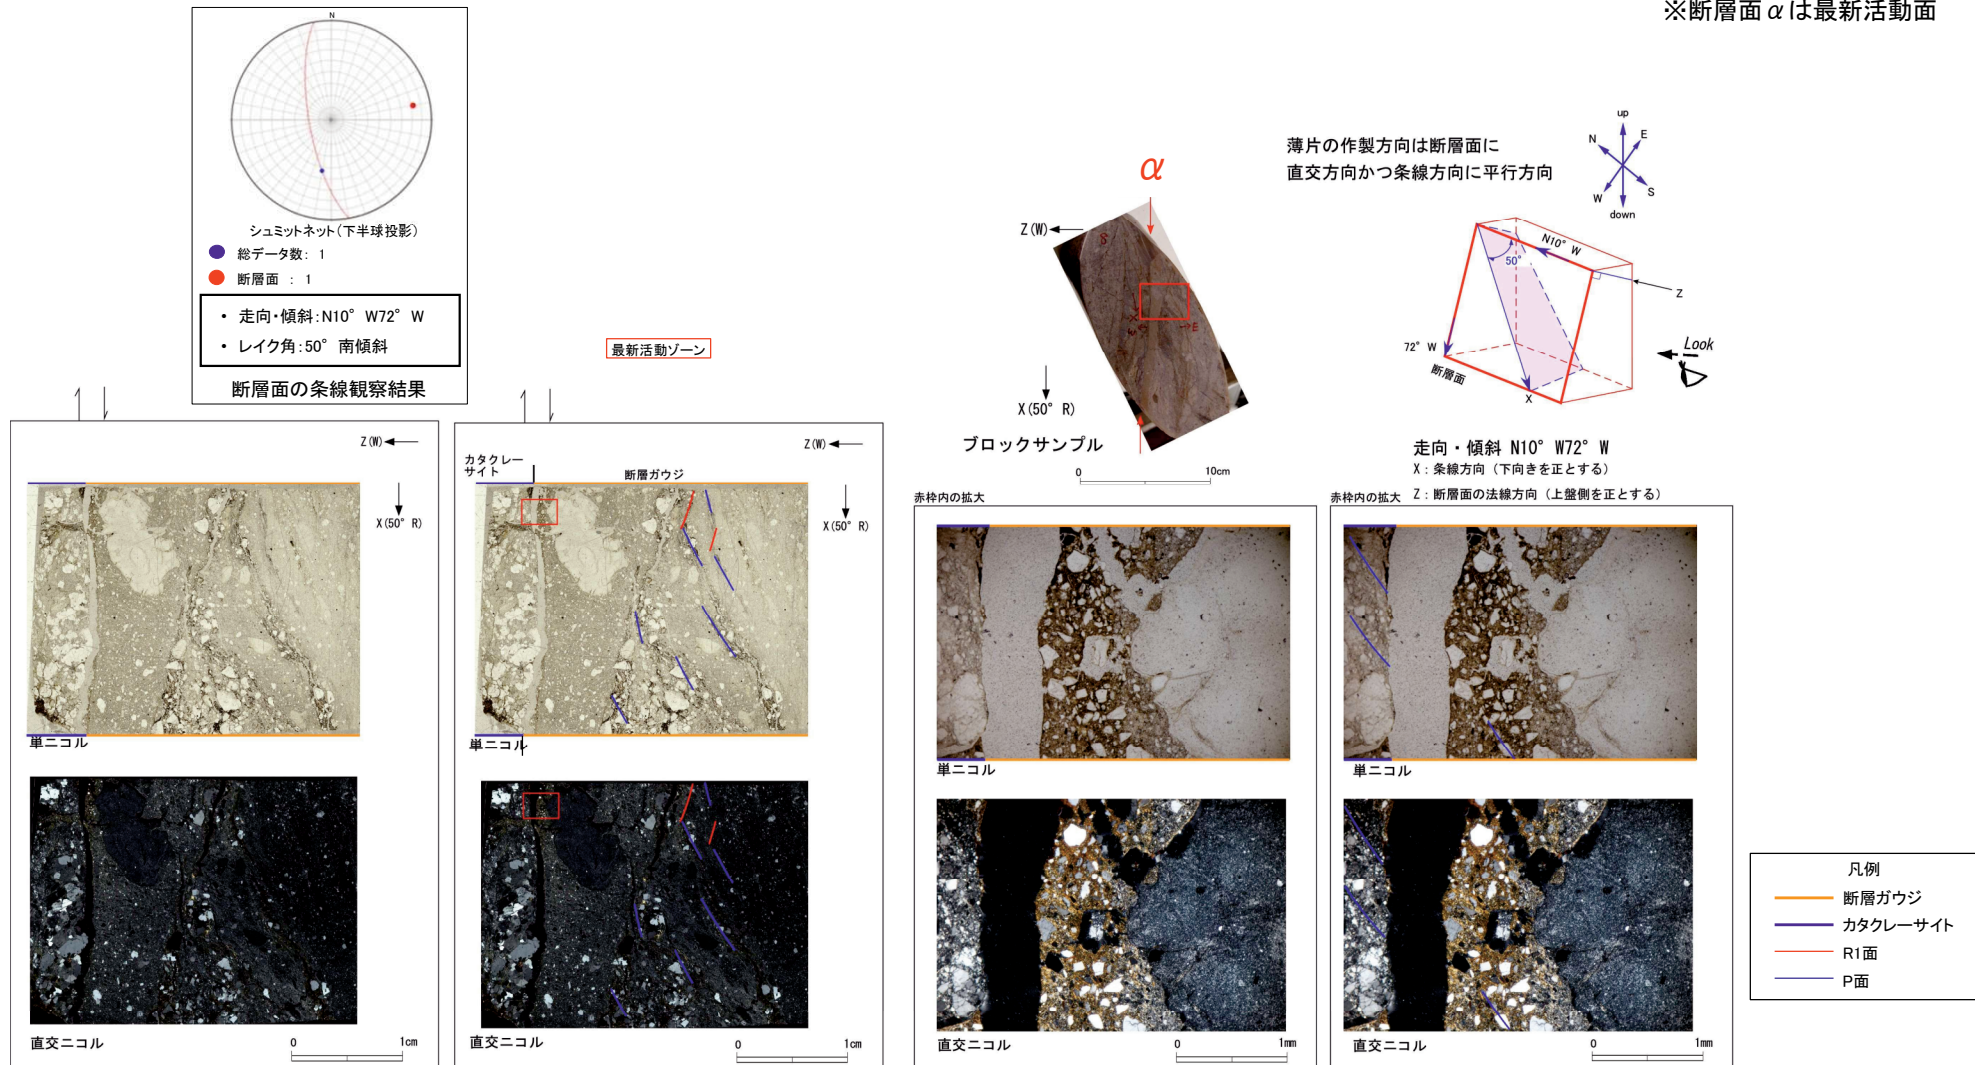 ※断層面αは最新活動面
N
シュミットネット(下半球投影)
総データ数: 1
断層面 : 1
・ 走向・傾斜:N10° W72° W
・ レイク角:50° 南傾斜
断層面の条線観察結果
最新活動ゾーン
α
Z(W)
X(50° R)
ブロックサンプル
0 10cm
薄片の作製方向は断層面に
直交方向かつ条線方向に平行方向
up
N
E
W
S
down
N10° W
50°
Z
72° W
断層面
X
Look
走向・傾斜 N10° W72° W
X:条線方向(下向きを正とする)
Z:断層面の法線方向(上盤側を正とする)
Z(W)
X(50° R)
単ニコル
直交ニコル
0 1cm
Z(W)
カタクレー
サイト
断層ガウジ
X(50° R)
単ニコル
直交ニコル
0 1cm
赤枠内の拡大
単ニコル
直交ニコル
0 1mm
赤枠内の拡大
単ニコル
直交ニコル
0 1mm
凡例
断層ガウジ
カタクレーサイト
R1面
P面